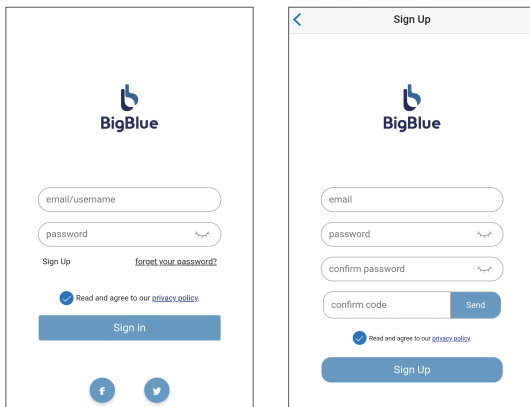 BigBlue
email/username
password
Sign Up forget your password?
Read and agree to our privacy policy.
Sign in
Sign Up
BigBlue
email
password
confirm password
confirm code Send
Read and agree to our privacy policy.
Sign Up